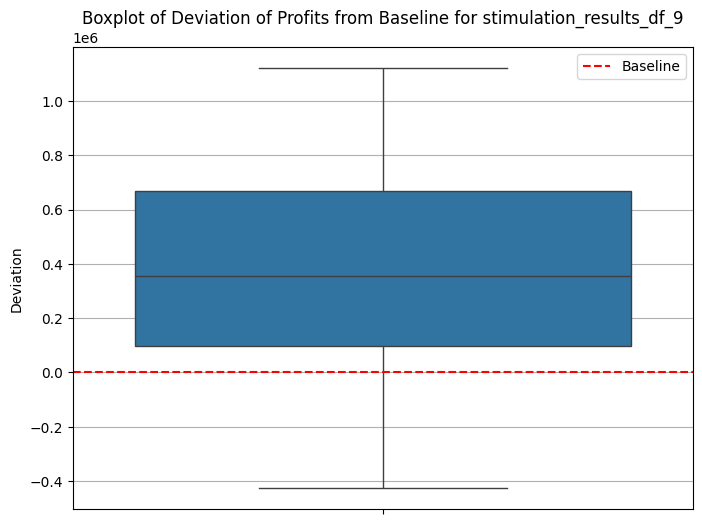 Boxplot of Deviation of Profits from Baseline for stimulation_results_df_9
1e6
Baseline
1.0
0.8
0.6
0.4
0.2
0.0
−0.2
−0.4
Deviation